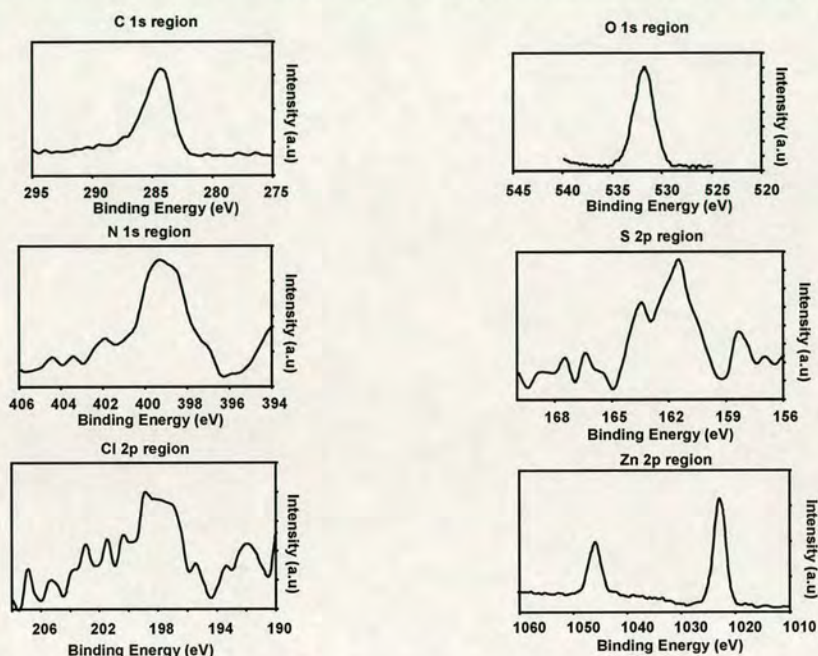 C 1s region
Intensity (a.u)
295 290 285 280 275
Binding Energy (eV)
O 1s region
Intensity (a.u)
545 540 535 530 525 520
Binding Energy (eV)
N 1s region
Intensity (a.u)
406 404 402 400 398 396 394
Binding Energy (eV)
S 2p region
Intensity (a.u)
168 165 162 159 156
Binding Energy (eV)
Cl 2p region
Intensity (a.u)
206 202 198 194 190
Binding Energy (eV)
Zn 2p region
Intensity (a.u)
1060 1050 1040 1030 1020 1010
Binding Energy (eV)